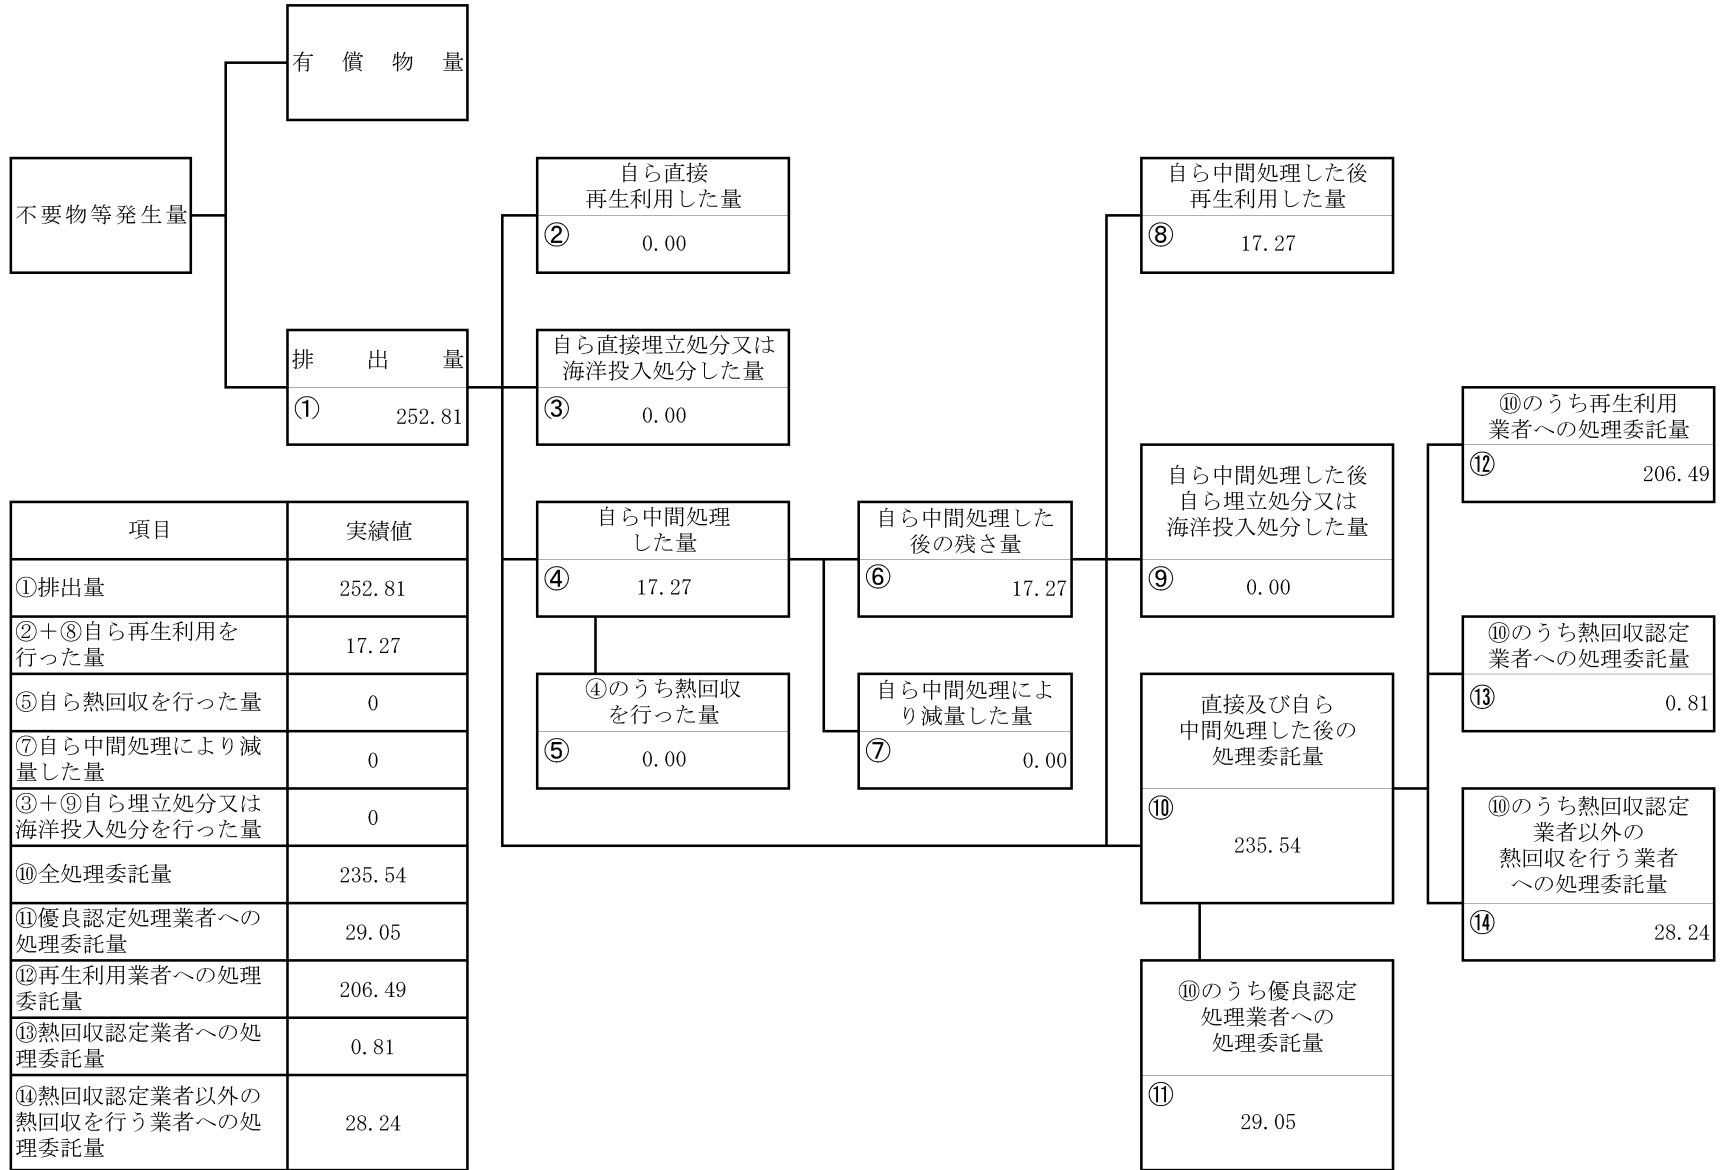 有償物量
不要物等発生量
排出量
①
252.81
自ら直接
再生利用した量
②
0.00
自ら直接埋立処分又は
海洋投入処分した量
③
0.00
自ら中間処理
した量
④
17.27
④のうち熱回収
を行った量
⑤
0.00
自ら中間処理した
後の残さ量
⑥
17.27
自ら中間処理によ
り減量した量
⑦
0.00
自ら中間処理した後
再生利用した量
⑧
17.27
自ら中間処理した後
自ら埋立処分又は
海洋投入処分した量
⑨
0.00
直接及び自ら
中間処理した後の
処理委託量
⑩
235.54
⑩のうち優良認定
処理業者への
処理委託量
⑪
29.05
⑩のうち再生利用
業者への処理委託量
⑫
206.49
⑩のうち熱回収認定
業者への処理委託量
⑬
0.81
⑩のうち熱回収認定
業者以外の
熱回収を行う業者
への処理委託量
⑭
28.24
項目 実績値
①排出量 252.81
②＋⑧自ら再生利用を
行った量 17.27
⑤自ら熱回収を行った量 0
⑦自ら中間処理により減
量した量 0
③＋⑨自ら埋立処分又は
海洋投入処分を行った量 0
⑩全処理委託量 235.54
⑪優良認定処理業者への
処理委託量 29.05
⑫再生利用業者への処理
委託量 206.49
⑬熱回収認定業者への処
理委託量 0.81
⑭熱回収認定業者以外の
熱回収を行う業者への処
理委託量 28.24